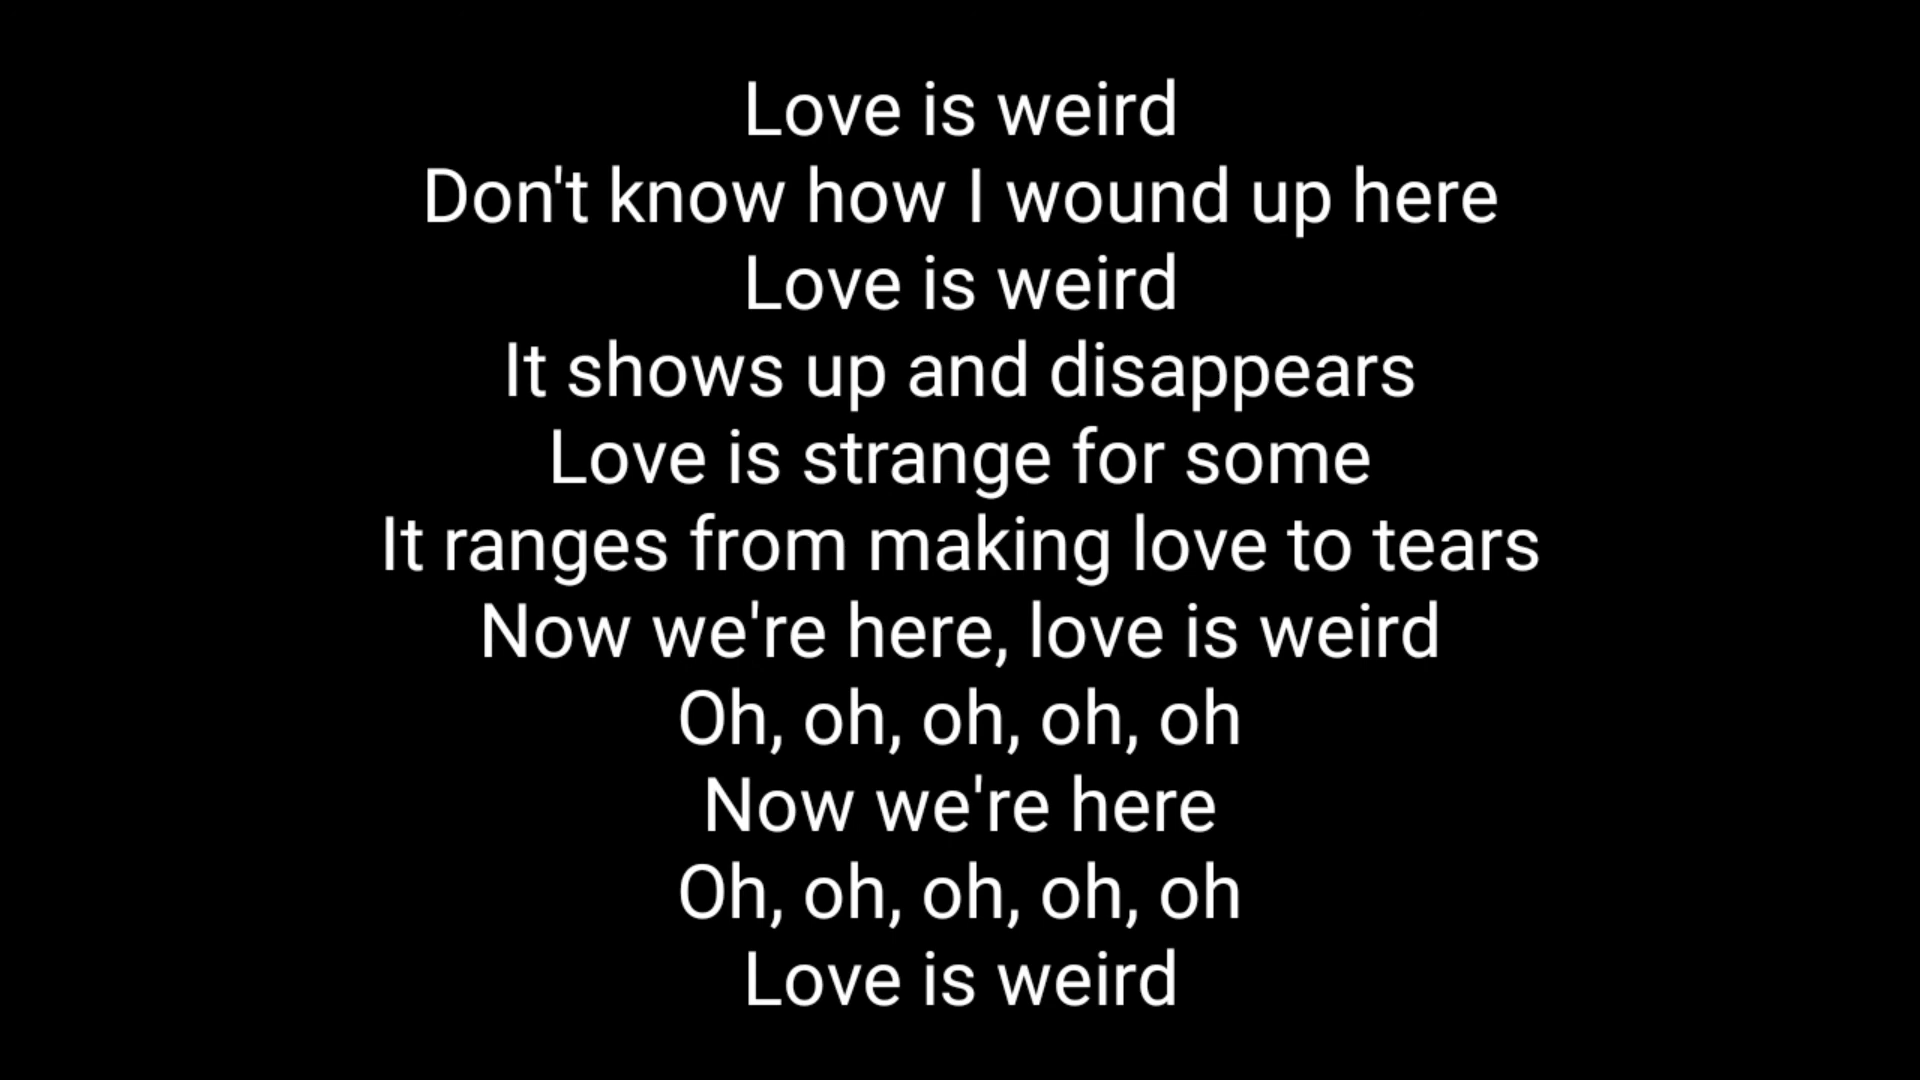 Love is weird
Don't know how I wound up here
Love is weird
It shows up and disappears
Love is strange for some
It ranges from making love to tears
Now we're here, love is weird
Oh, oh, oh, oh, oh
Now we're here
Oh, oh, oh, oh, oh
Love is weird